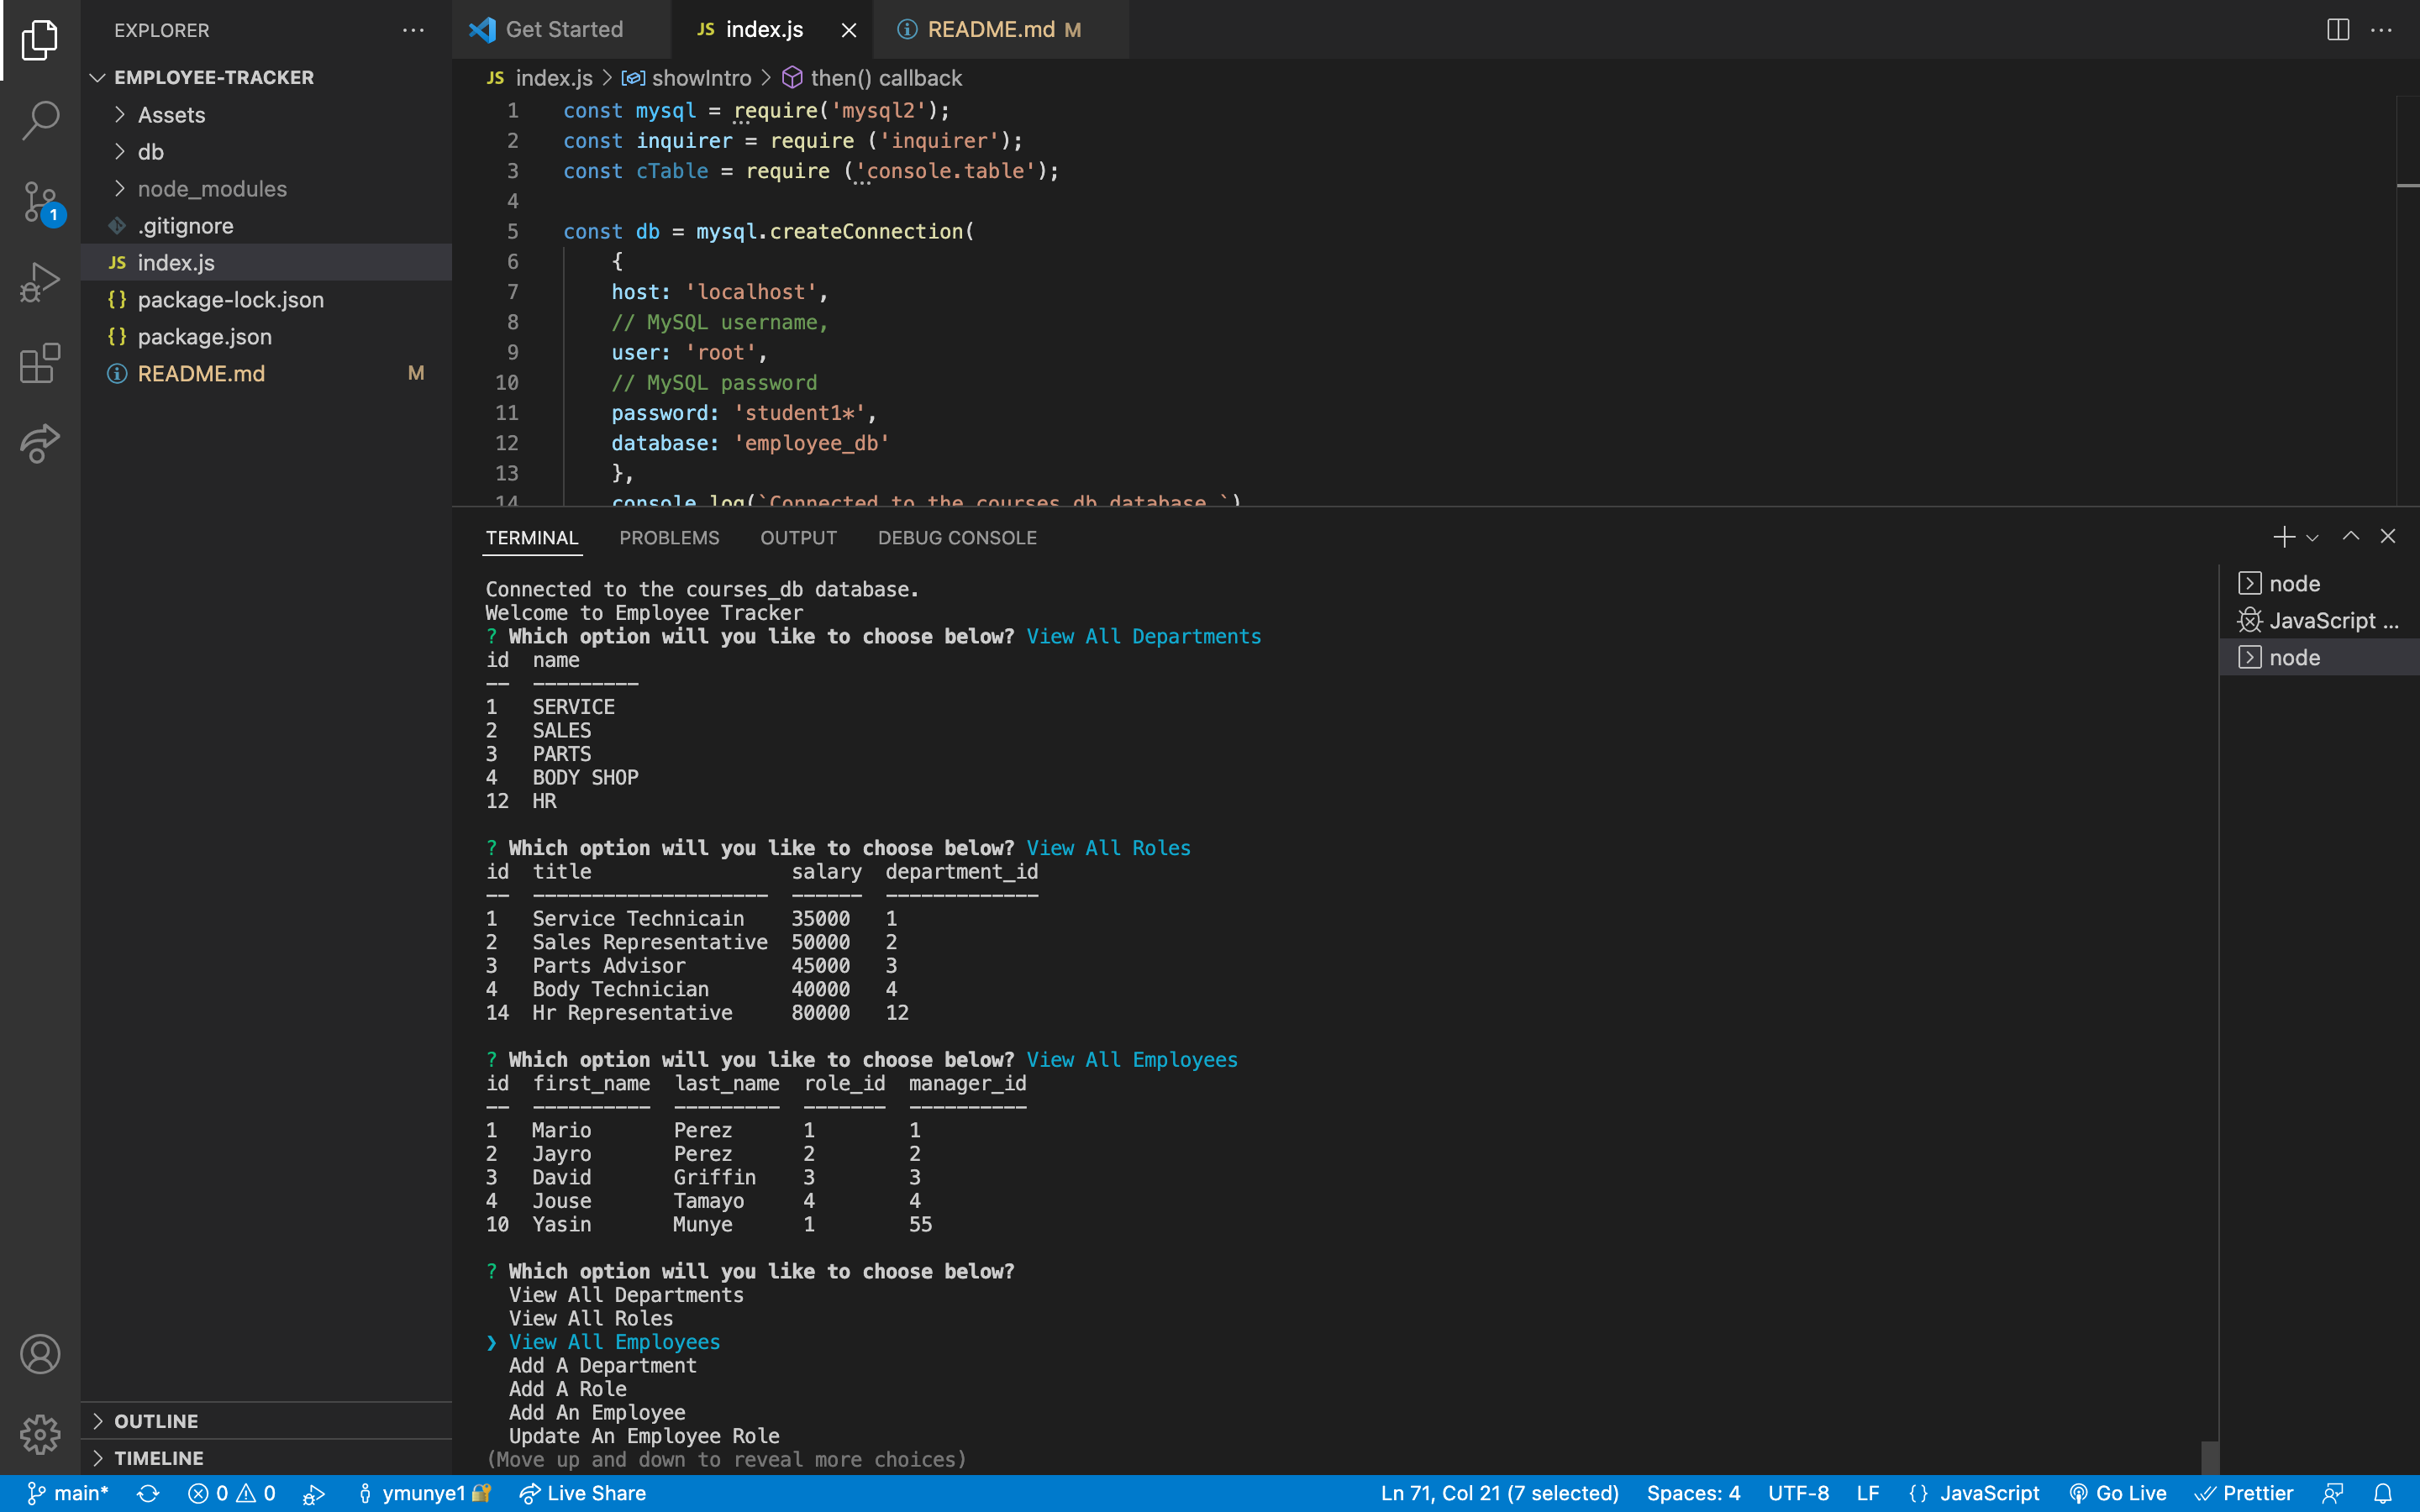 EXPLORER
EMPLOYEE-TRACKER
Assets
db
node_modules
.gitignore
JS index.js
{} package-lock.json
{} package.json
README.md M
OUTLINE
TIMELINE
1
Get Started
JS index.js
README.md M
JS index.js > showIntro > then() callback
1 const mysql = require('mysql2');
2 const inquirer = require ('inquirer');
3 const cTable = require ('console.table');
4
5 const db = mysql.createConnection(
6 {
7 host: 'localhost',
8 // MySQL username,
9 user: 'root',
10 // MySQL password
11 password: 'student1*',
12 database: 'employee_db'
13 },
14 console.log(`Connected to the courses_db database.`)
TERMINAL PROBLEMS OUTPUT DEBUG CONSOLE
node
JavaScript ...
node
Connected to the courses_db database.
Welcome to Employee Tracker
? Which option will you like to choose below? View All Departments
id name
-- ---------
1 SERVICE
2 SALES
3 PARTS
4 BODY SHOP
12 HR
? Which option will you like to choose below? View All Roles
id title salary department_id
-- -------------------- ------ -------------
1 Service Technicain 35000 1
2 Sales Representative 50000 2
3 Parts Advisor 45000 3
4 Body Technician 40000 4
14 Hr Representative 80000 12
? Which option will you like to choose below? View All Employees
id first_name last_name role_id manager_id
-- ---------- --------- ------- ----------
1 Mario Perez 1 1
2 Jayro Perez 2 2
3 David Griffin 3 3
4 Jouse Tamayo 4 4
10 Yasin Munye 1 55
? Which option will you like to choose below?
View All Departments
View All Roles
❯ View All Employees
Add A Department
Add A Role
Add An Employee
Update An Employee Role
(Move up and down to reveal more choices)
main* 0 0 ymunye1 Live Share Ln 71, Col 21 (7 selected) Spaces: 4 UTF-8 LF {} JavaScript Go Live Prettier